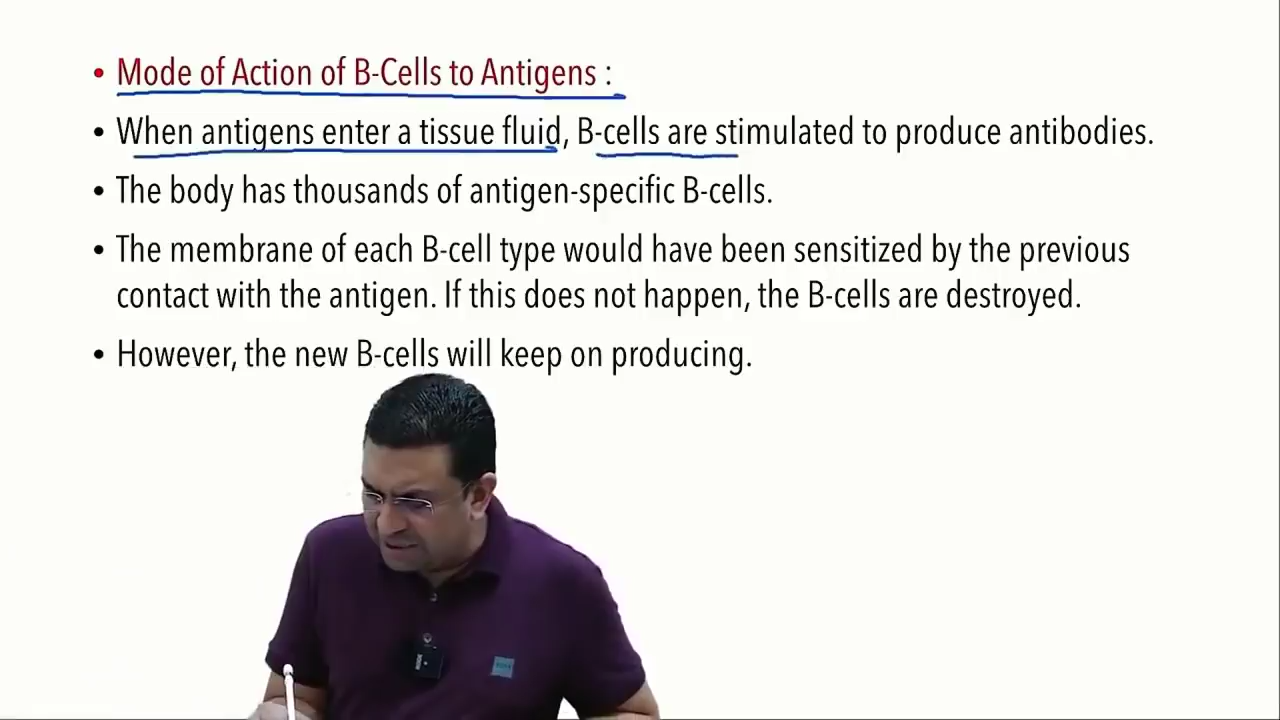 • Mode of Action of B-Cells to Antigens :
• When antigens enter a tissue fluid, B-cells are stimulated to produce antibodies.
• The body has thousands of antigen-specific B-cells.
• The membrane of each B-cell type would have been sensitized by the previous
contact with the antigen. If this does not happen, the B-cells are destroyed.
• However, the new B-cells will keep on producing.